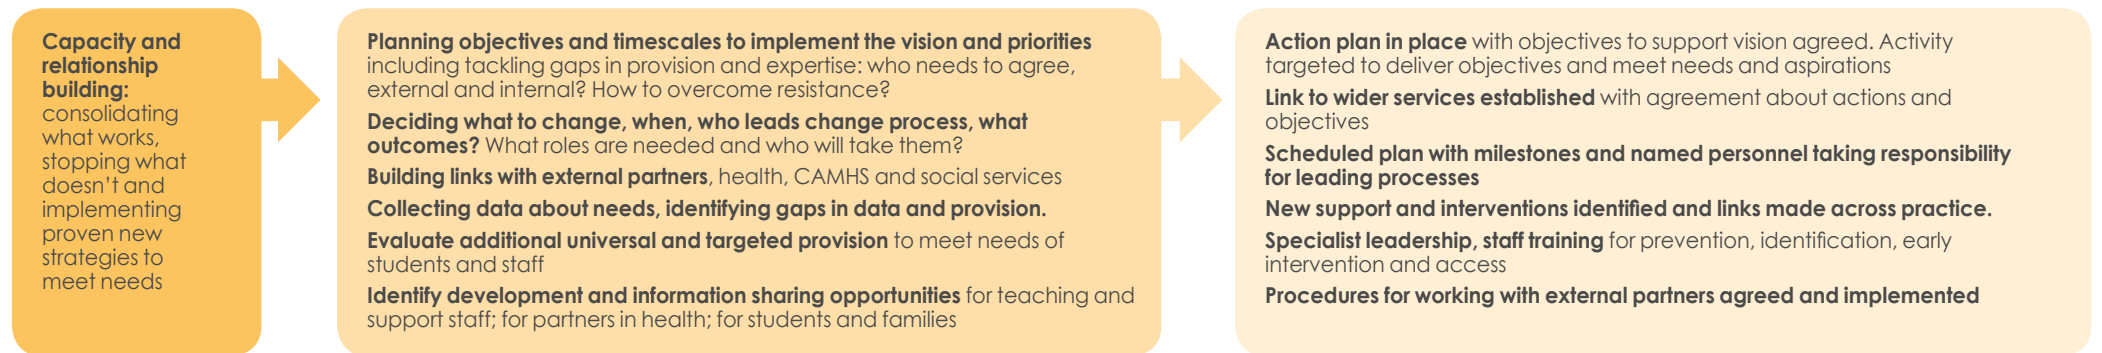 Capacity and
relationship
building:
consolidating
what works,
stopping what
doesn’t and
implementing
proven new
strategies to
meet needs
Planning objectives and timescales to implement the vision and priorities
including tackling gaps in provision and expertise: who needs to agree,
external and internal? How to overcome resistance?
Deciding what to change, when, who leads change process, what
outcomes? What roles are needed and who will take them?
Building links with external partners, health, CAMHS and social services
Collecting data about needs, identifying gaps in data and provision.
Evaluate additional universal and targeted provision to meet needs of
students and staff
Identify development and information sharing opportunities for teaching and
support staff; for partners in health; for students and families
Action plan in place with objectives to support vision agreed. Activity
targeted to deliver objectives and meet needs and aspirations
Link to wider services established with agreement about actions and
objectives
Scheduled plan with milestones and named personnel taking responsibility
for leading processes
New support and interventions identified and links made across practice.
Specialist leadership, staff training for prevention, identification, early
intervention and access
Procedures for working with external partners agreed and implemented